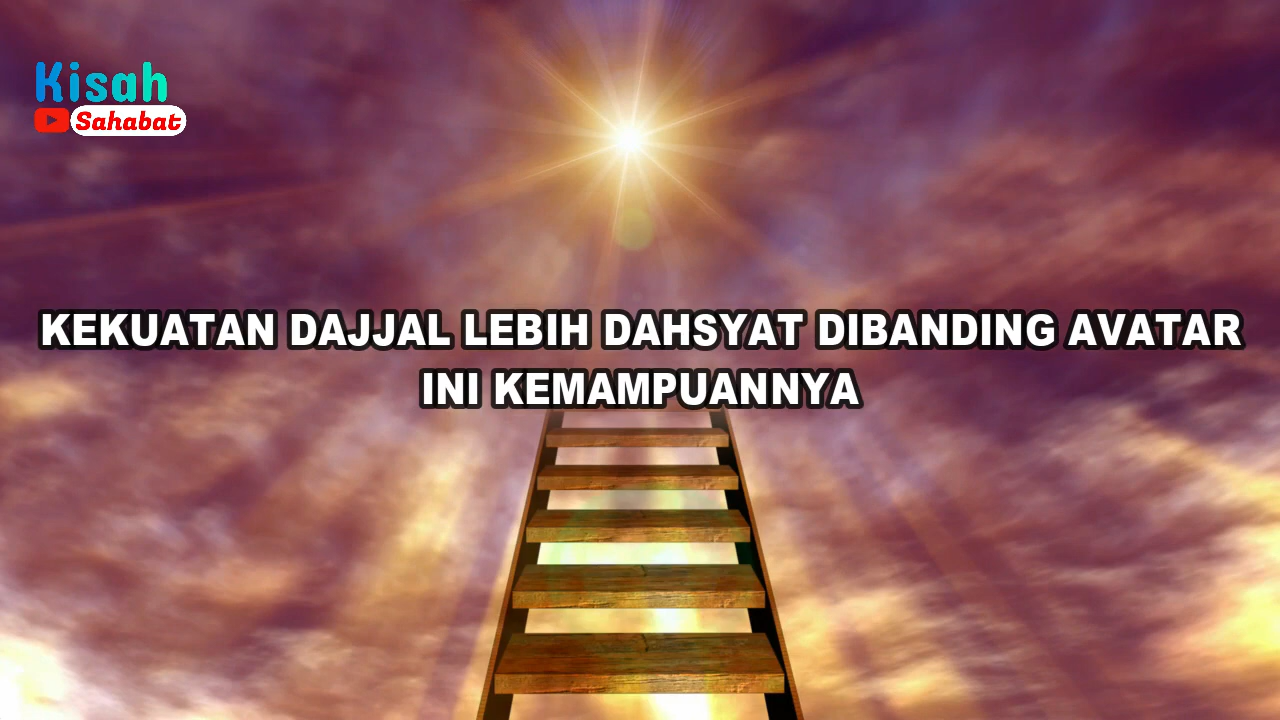 Kisah
Sahabat
KEKUATAN DAJJAL LEBIH DAHSYAT DIBANDING AVATAR
INI KEMAMPUANNYA